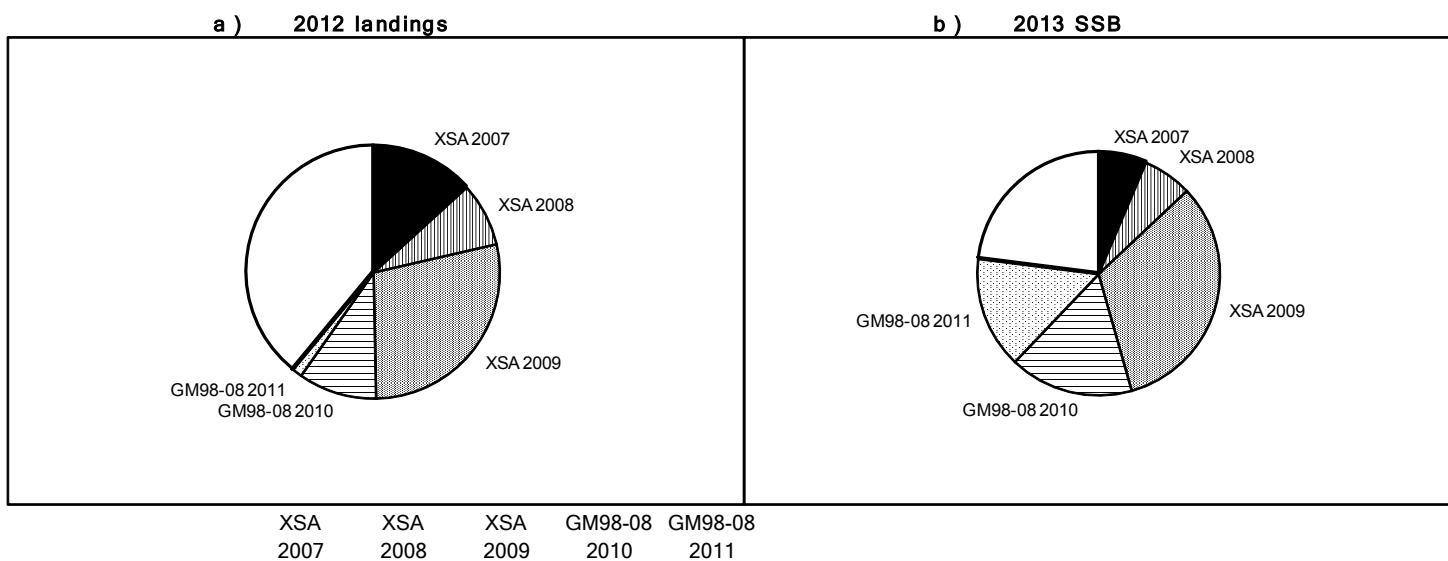 a ) 2012 landings
b ) 2013 SSB
XSA 2007
XSA 2008
XSA 2009
GM98-08 2011
GM98-08 2010
XSA 2007
XSA 2008
XSA 2009
GM98-08 2011
GM98-08 2010
XSA XSA XSA GM98-08 GM98-08
2007 2008 2009 2010 2011